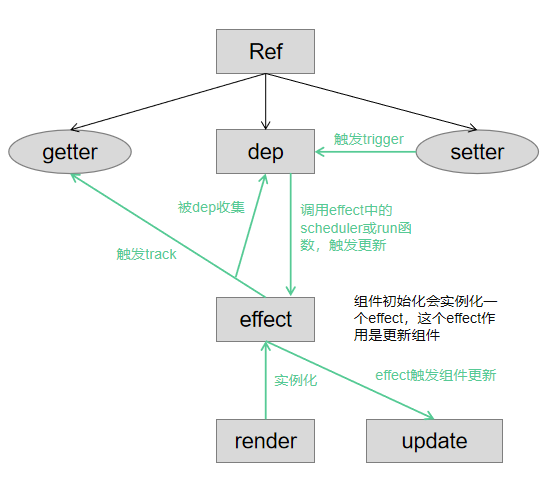 Ref
getter
dep
触发trigger
setter
被dep收集
调用effect中的
scheduler或run函
数，触发更新
触发track
effect
组件初始化会实例化一
个effect，这个effect作
用是更新组件
实例化
effect触发组件更新
render
update